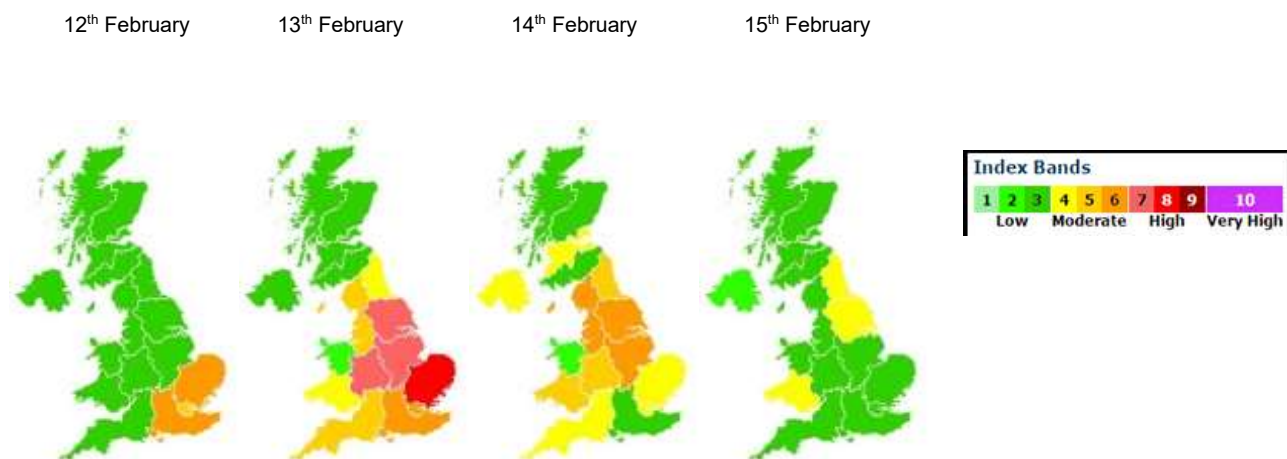 12th February 13th February 14th February 15th February
Index Bands
1 2 3 4 5 6 7 8 9 10
Low Moderate High Very High